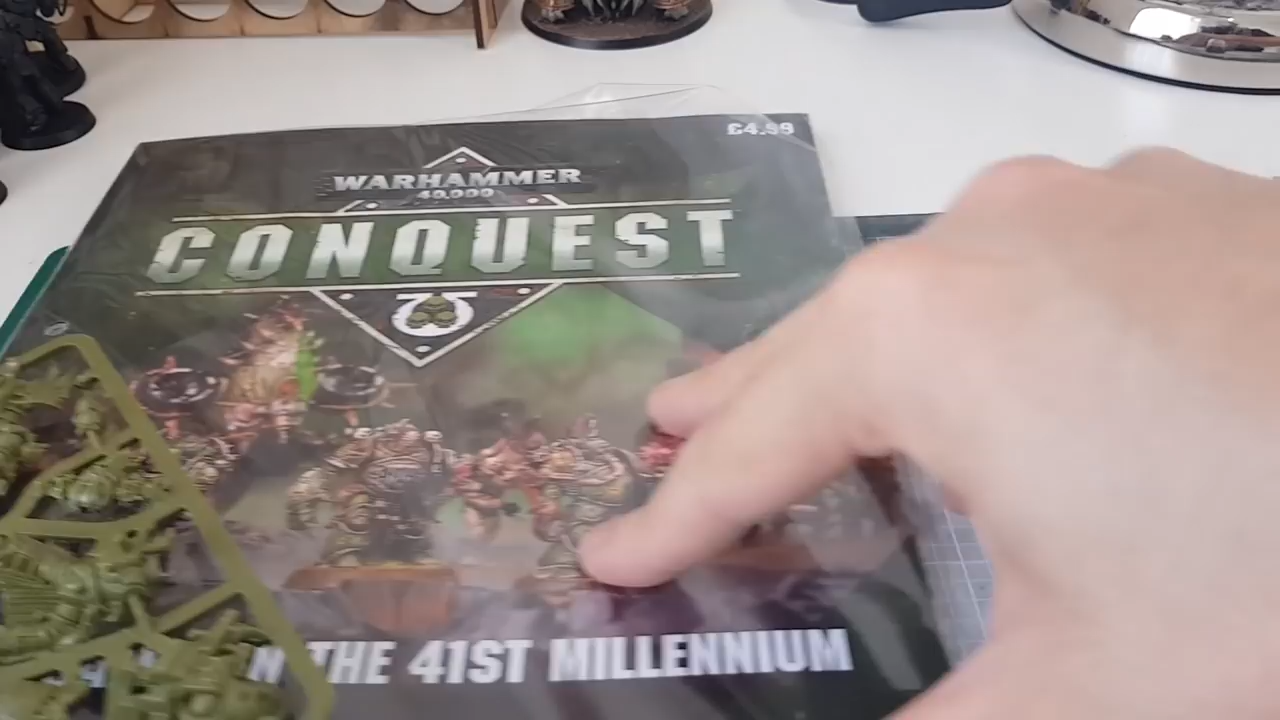 £4.99
WARHAMMER
40,000
CONQUEST
N THE 41ST MILLENNIUM